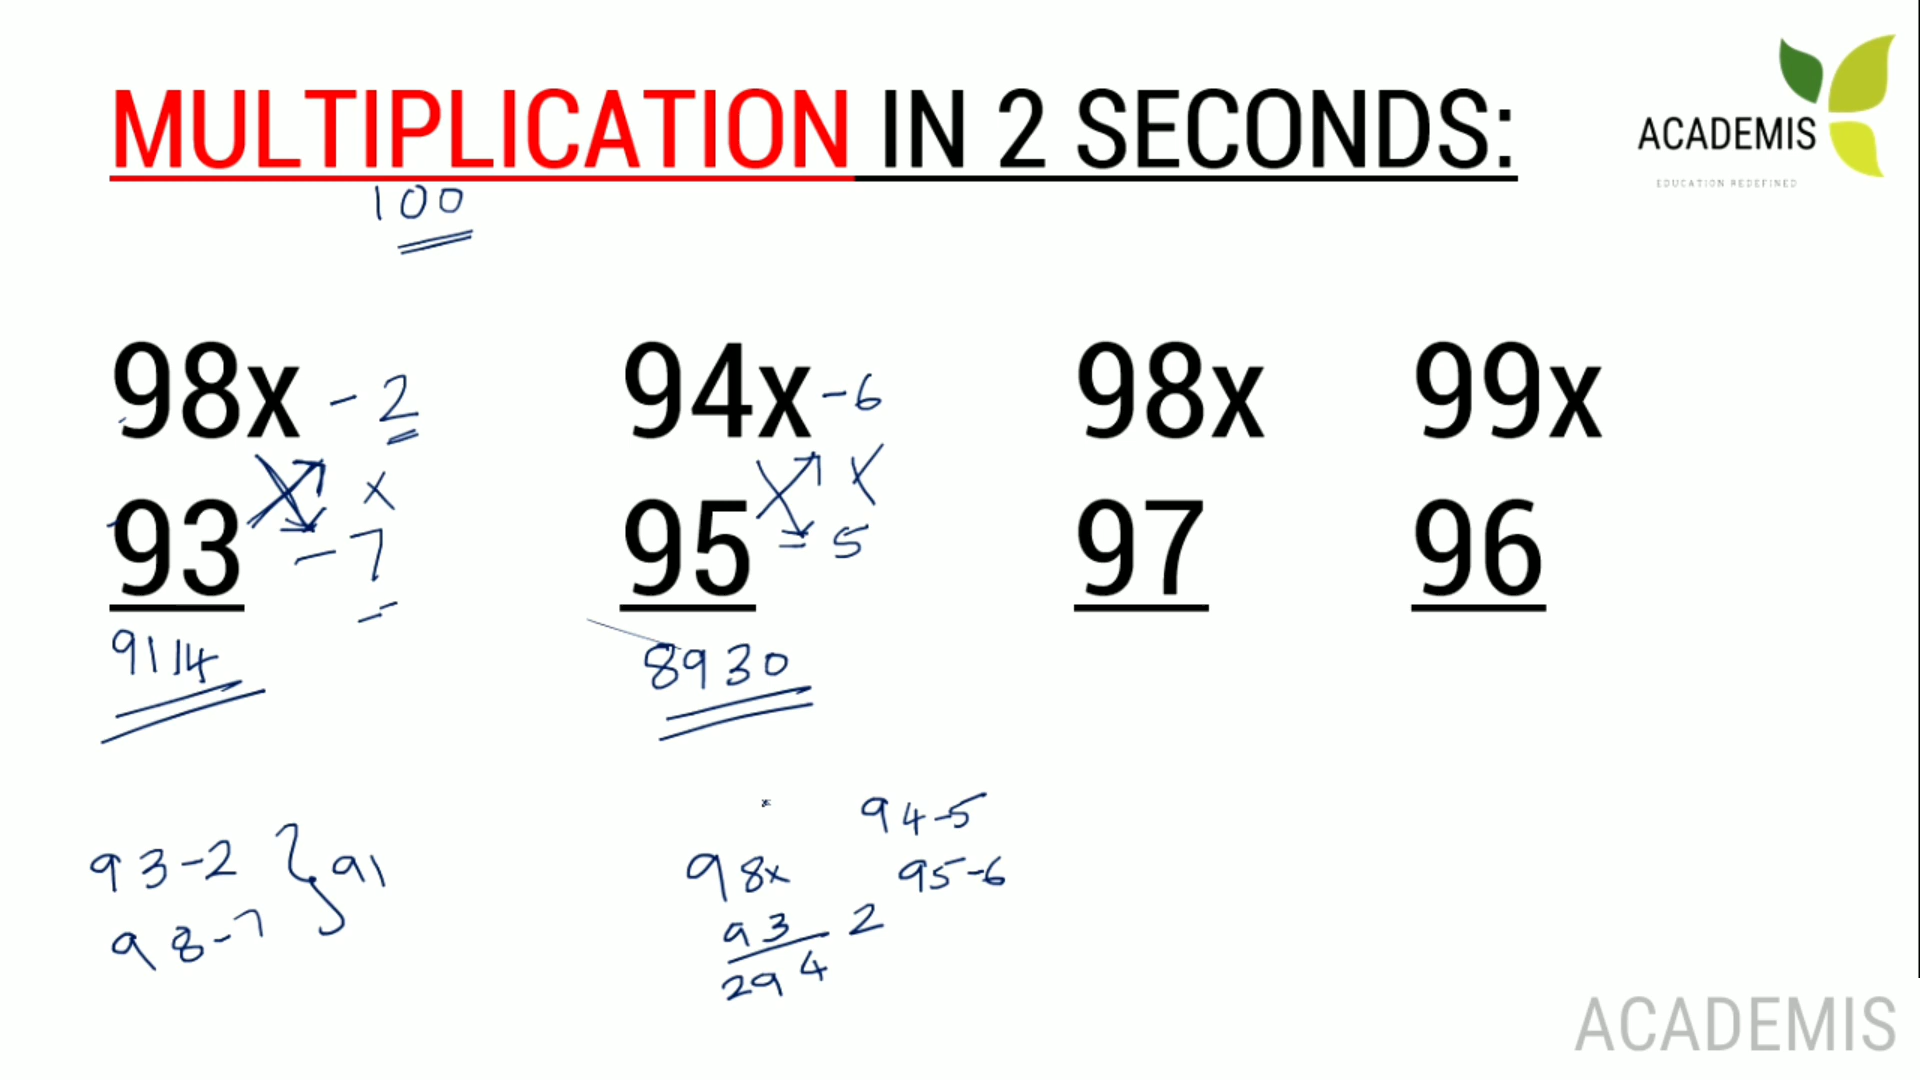 MULTIPLICATION IN 2 SECONDS:
ACADEMIS
EDUCATION REDEFINED
100
98x -2
x
93 -7
9114
94x -6
x
95 -5
8930
98x
97
99x
96
93-2 } 91
98-7
94-5
95-6
98x
93 2
294
ACADEMIS